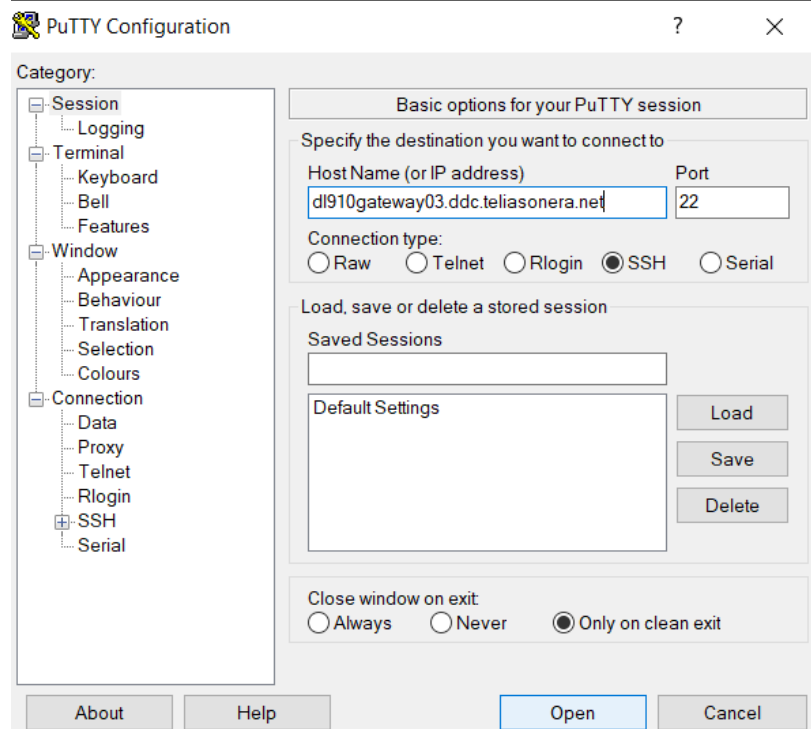 PuTTY Configuration
?
Category:
Session
Logging
Terminal
Keyboard
Bell
Features
Window
Appearance
Behaviour
Translation
Selection
Colours
Connection
Data
Proxy
Telnet
Rlogin
SSH
Serial
Basic options for your PuTTY session
Specify the destination you want to connect to
Host Name (or IP address) Port
dl910gateway03.ddc.teliasonera.net 22
Connection type:
Raw Telnet Rlogin SSH Serial
Load, save or delete a stored session
Saved Sessions
Default Settings
Load
Save
Delete
Close window on exit:
Always Never Only on clean exit
About Help Open Cancel